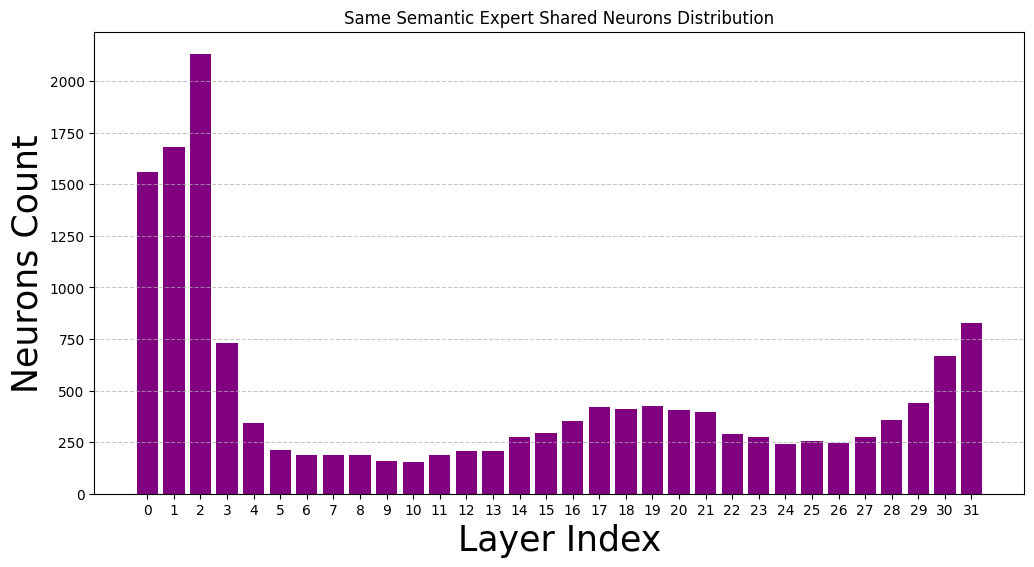 Same Semantic Expert Shared Neurons Distribution
Neurons Count
2000
1750
1500
1250
1000
750
500
250
0
0 1 2 3 4 5 6 7 8 9 10 11 12 13 14 15 16 17 18 19 20 21 22 23 24 25 26 27 28 29 30 31
Layer Index